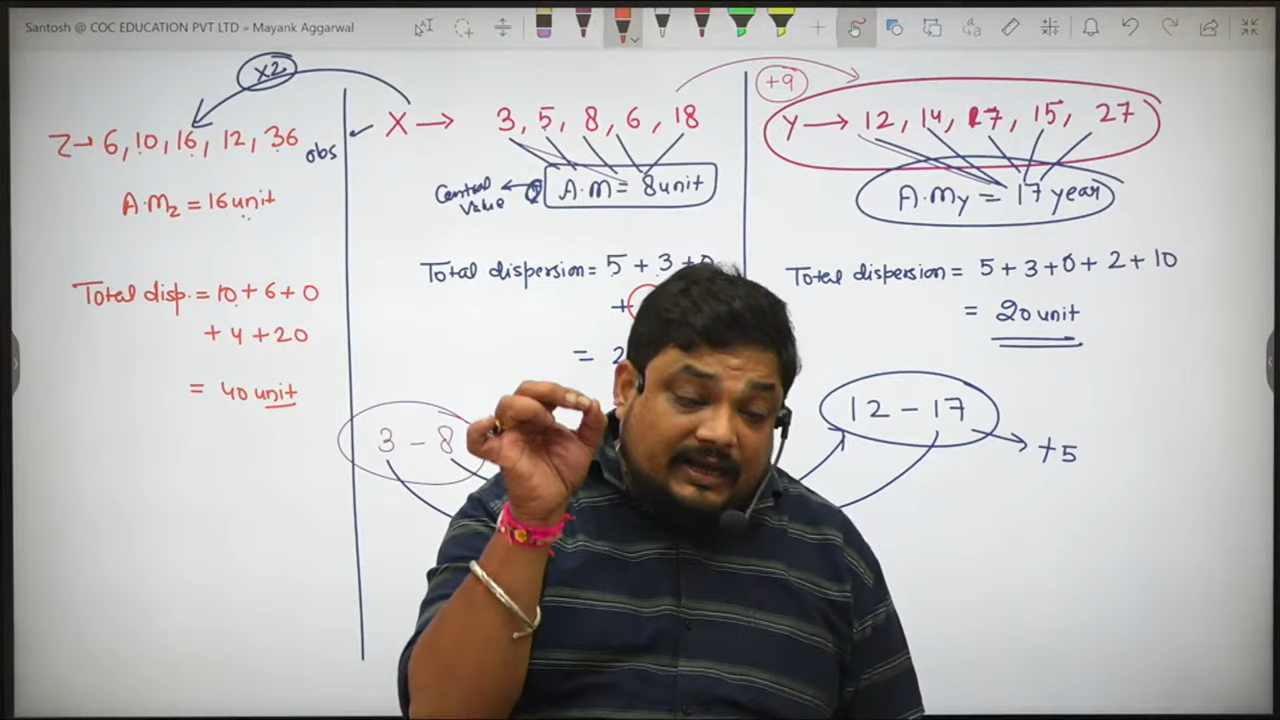 Santosh @ COC EDUCATION PVT LTD » Mayank Aggarwal
×2
Z→ 6, 10, 16, 12, 36
obs
A.M_Z = 16 unit
Total disp. = 10 + 6 + 0
+ 4 + 20
= 40 unit
X → 3, 5, 8, 6, 18
Central Value
A.M = 8 unit
Total dispersion = 5 + 3 + 0
+
= 2
3 - 8
+9
Y → 12, 14, 17, 15, 27
A.My = 17 year
Total dispersion = 5 + 3 + 0 + 2 + 10
= 20 unit
12 - 17
+5